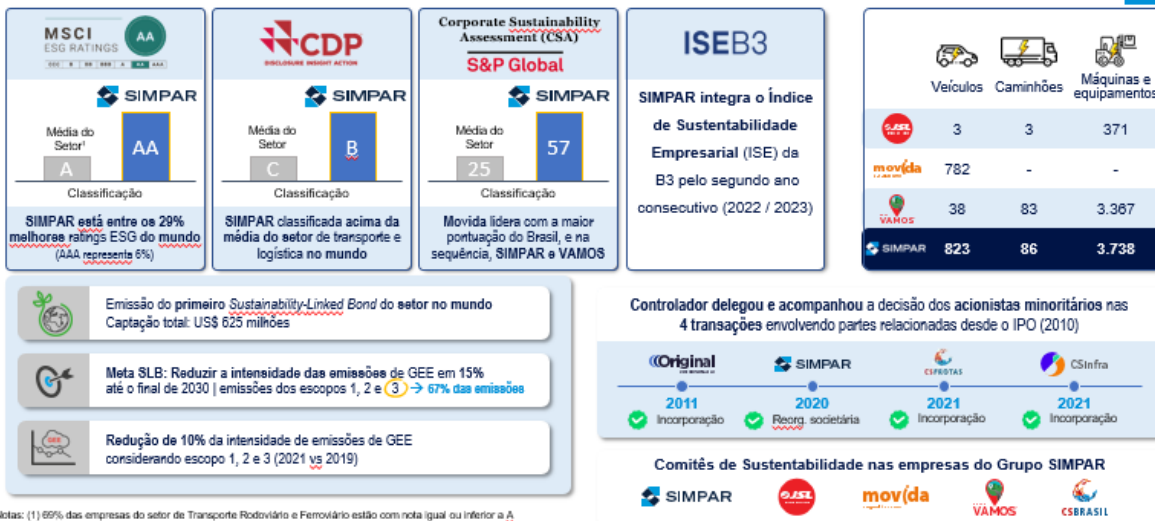 MSCI
ESG RATINGS
AA
CCC B BB BBB A AA AAA
SIMPAR
Média do
Setor¹
A
AA
Classificação
SIMPAR está entre os 29%
melhores ratings ESG do mundo
(AAA representa 6%)
CDP
DISCLOSURE INSIGHT ACTION
SIMPAR
Média do
Setor
C
B
Classificação
SIMPAR classificada acima da
média do setor de transporte e
logística no mundo
Corporate Sustainability
Assessment (CSA)
S&P Global
SIMPAR
Média do
Setor
25
57
Classificação
Movida lidera com a maior
pontuação do Brasil, e na
sequência, SIMPAR e VAMOS
ISEB3
SIMPAR integra o Índice
de Sustentabilidade
Empresarial (ISE) da
B3 pelo segundo ano
consecutivo (2022 / 2023)
Veículos Caminhões Máquinas e
equipamentos
JSL 3 3 371
movida 782 - -
VAMOS 38 83 3.367
SIMPAR 823 86 3.738
Emissão do primeiro Sustainability-Linked Bond do setor no mundo
Captação total: US$ 625 milhões
Meta SLB: Reduzir a intensidade das emissões de GEE em 15%
até o final de 2030 | emissões dos escopos 1, 2 e 3 → 67% das emissões
GEE
Redução de 10% da intensidade de emissões de GEE
considerando escopo 1, 2 e 3 (2021 vs 2019)
Controlador delegou e acompanhou a decisão dos acionistas minoritários nas
4 transações envolvendo partes relacionadas desde o IPO (2010)
Original
SIMPAR
CSFROTAS
CSInfra
2011
Incorporação
2020
Reorg. societária
2021
Incorporação
2021
Incorporação
Comitês de Sustentabilidade nas empresas do Grupo SIMPAR
SIMPAR
JSL
movida
VAMOS
CSBRASIL
Notas: (1) 69% das empresas do setor de Transporte Rodoviário e Ferroviário estão com nota igual ou inferior a A